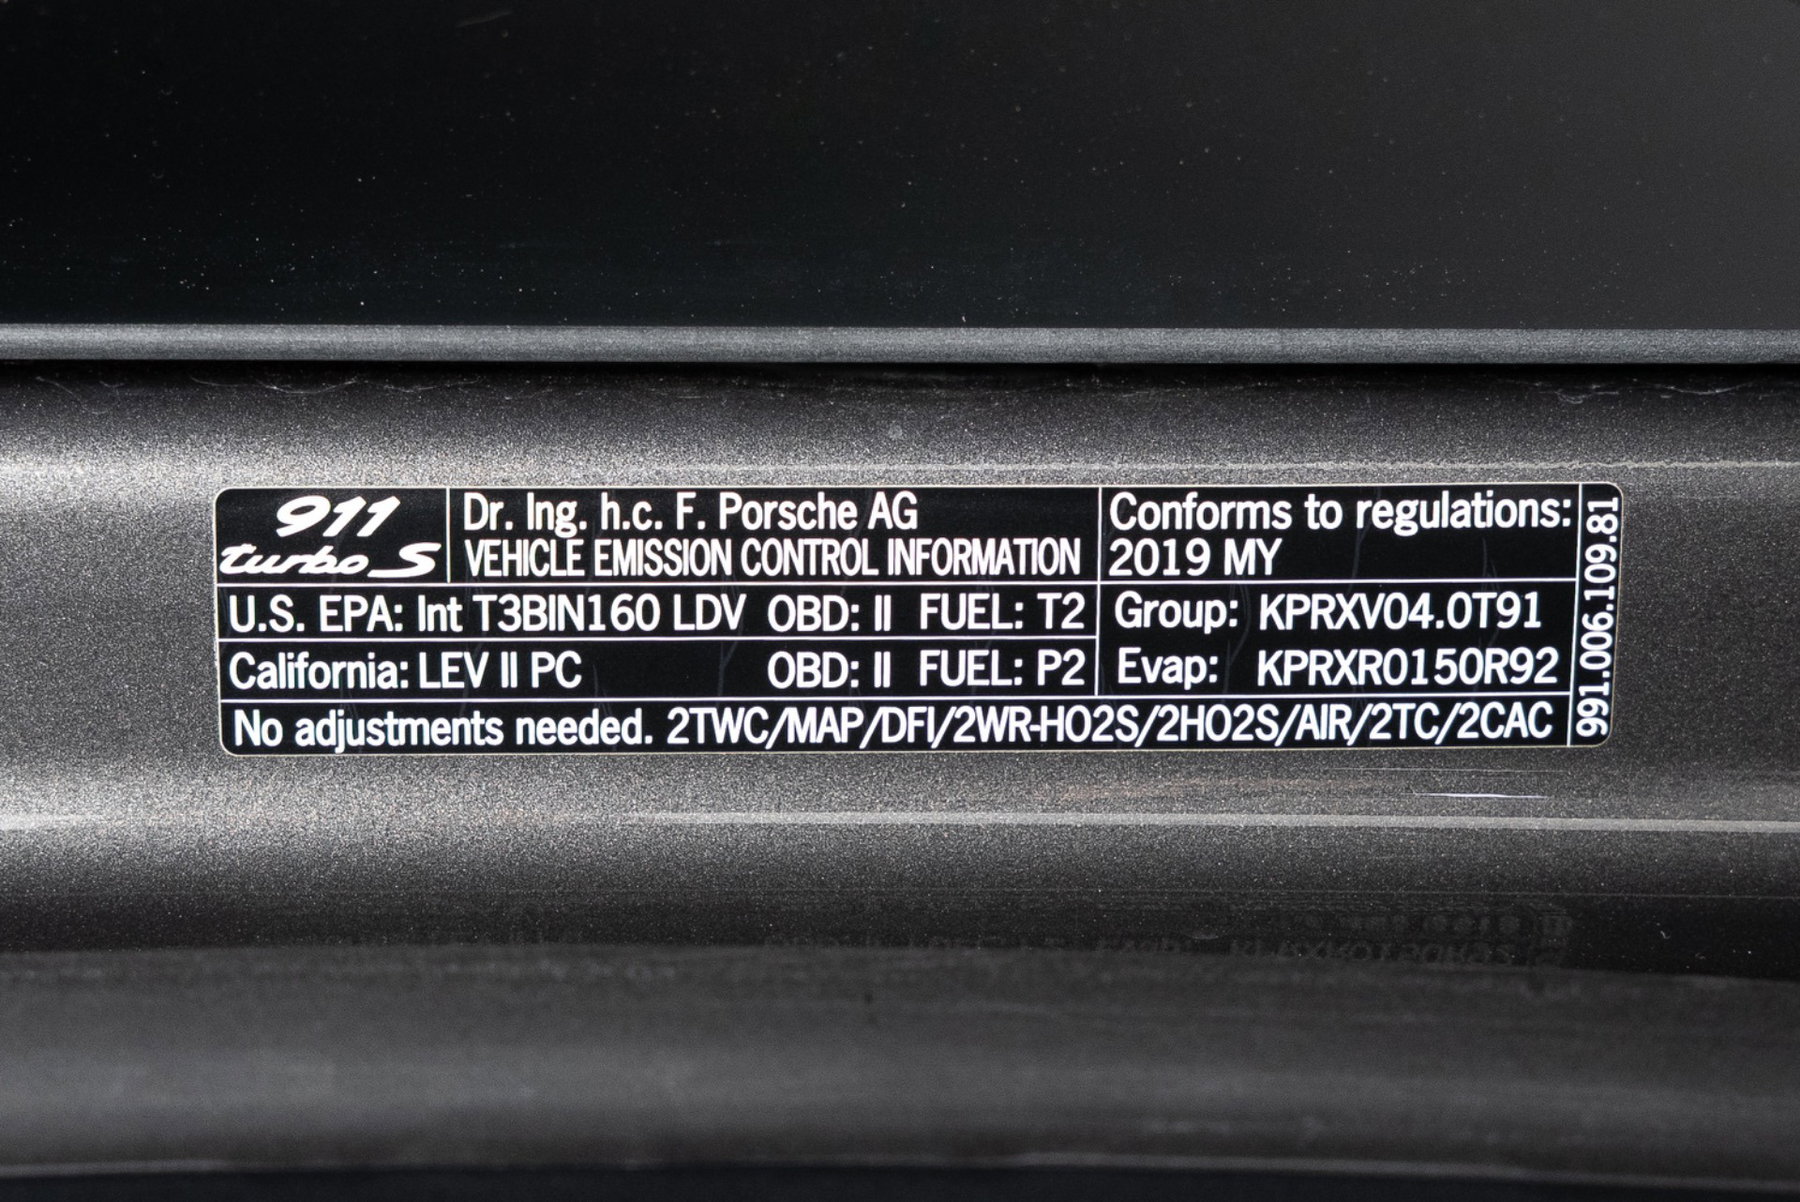 911
turbo S
Dr. Ing. h.c. F. Porsche AG
VEHICLE EMISSION CONTROL INFORMATION
Conforms to regulations:
2019 MY
U.S. EPA: Int T3BIN160 LDV OBD: II FUEL: T2
California: LEV II PC OBD: II FUEL: P2
Group: KPRXV04.0T91
Evap: KPRXR0150R92
No adjustments needed. 2TWC/MAP/DFI/2WR-HO2S/2HO2S/AIR/2TC/2CAC
991.006.109.81